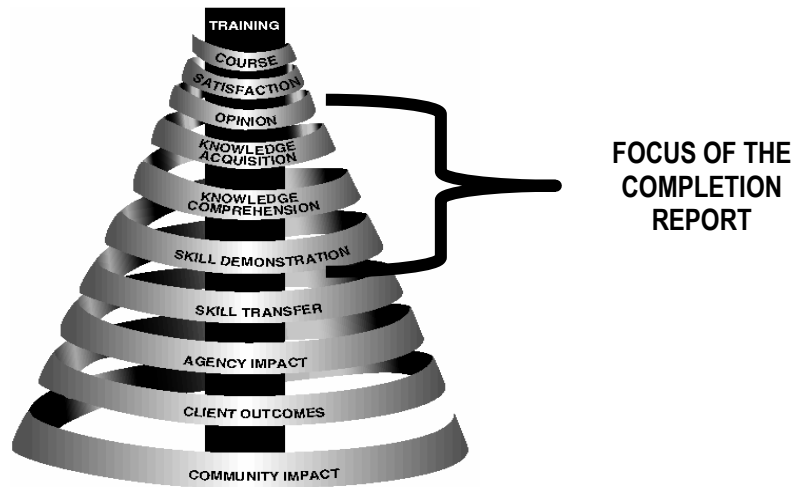 TRAINING
COURSE
SATISFACTION
OPINION
KNOWLEDGE
ACQUISITION
KNOWLEDGE
COMPREHENSION
SKILL DEMONSTRATION
SKILL TRANSFER
AGENCY IMPACT
CLIENT OUTCOMES
COMMUNITY IMPACT
FOCUS OF THE
COMPLETION
REPORT